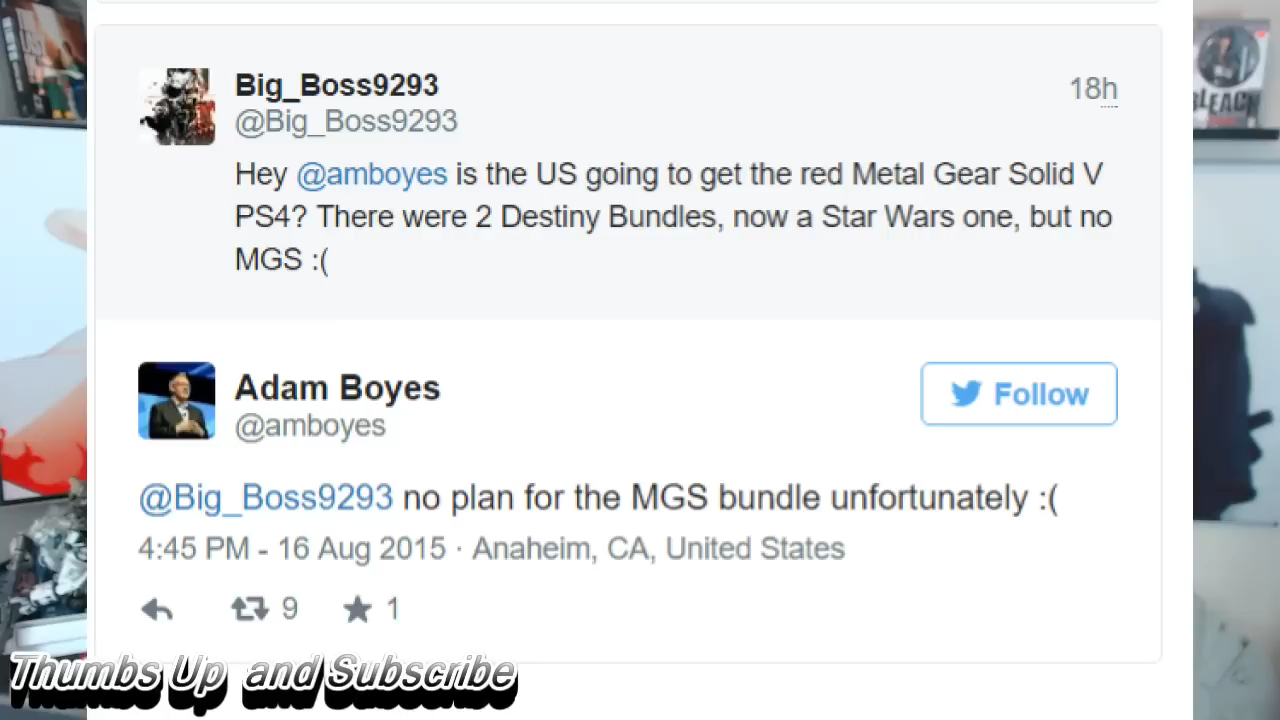 Big_Boss9293
18h
@Big_Boss9293
Hey @amboyes is the US going to get the red Metal Gear Solid V
PS4? There were 2 Destiny Bundles, now a Star Wars one, but no
MGS :(
Adam Boyes
Follow
@amboyes
@Big_Boss9293 no plan for the MGS bundle unfortunately :(
4:45 PM - 16 Aug 2015 · Anaheim, CA, United States
9 1
Thumbs Up and Subscribe
BLEACH